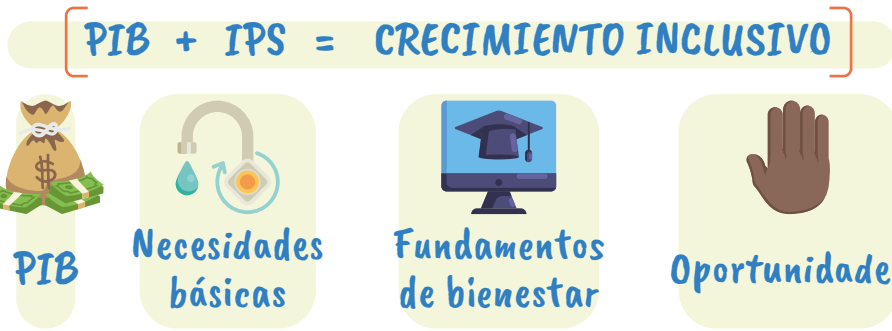 PIB + IPS = CRECIMIENTO INCLUSIVO
$
PIB
Necesidades
básicas
Fundamentos
de bienestar
Oportunidade